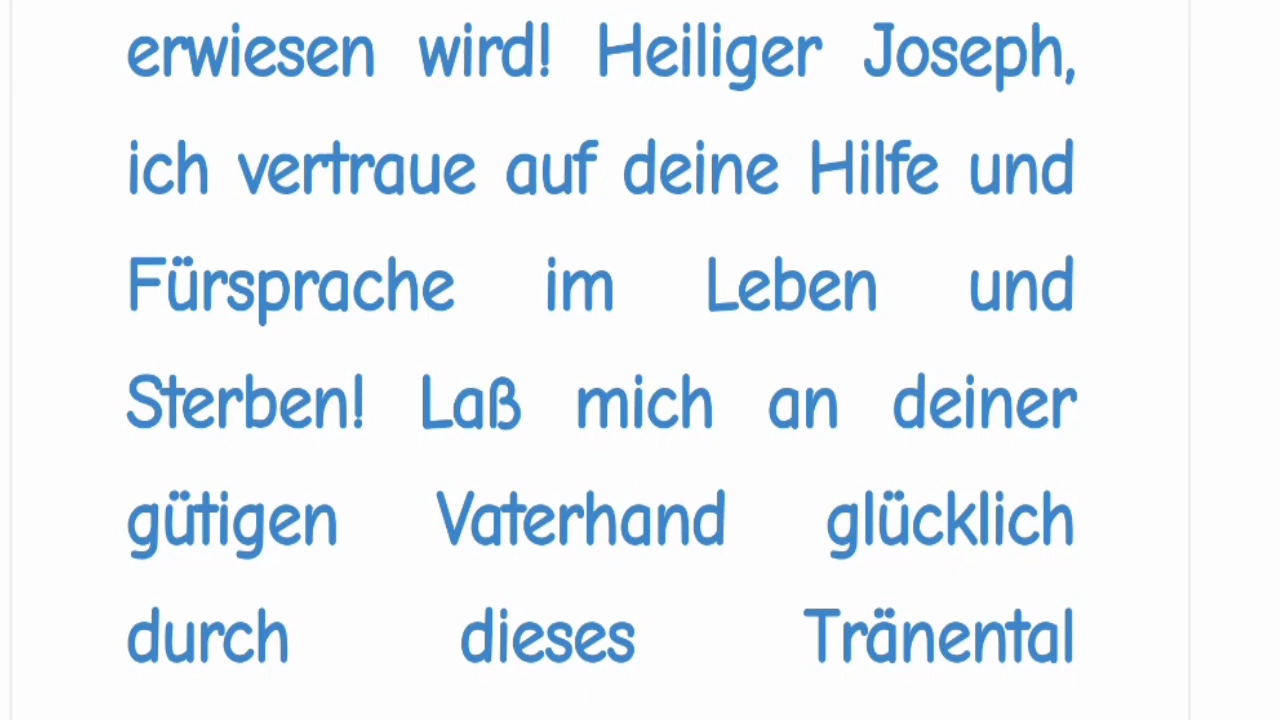 erwiesen wird! Heiliger Joseph,
ich vertraue auf deine Hilfe und
Fürsprache im Leben und
Sterben! Laß mich an deiner
gütigen Vaterhand glücklich
durch dieses Tränental